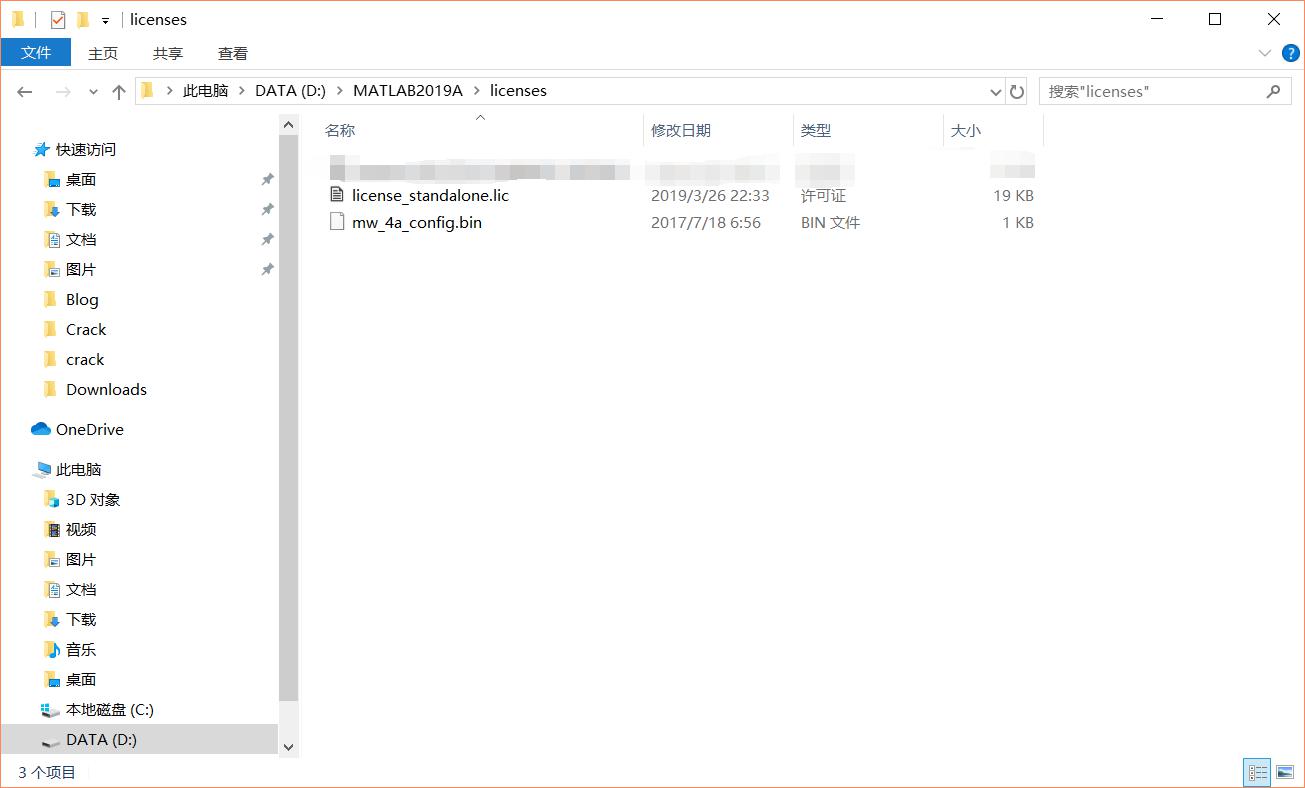 licenses
文件 主页 共享 查看
此电脑 DATA (D:) MATLAB2019A licenses
搜索"licenses"
快速访问
桌面
下载
文档
图片
Blog
Crack
crack
Downloads
OneDrive
此电脑
3D 对象
视频
图片
文档
下载
音乐
桌面
本地磁盘 (C:)
DATA (D:)
名称 修改日期 类型 大小
license_standalone.lic 2019/3/26 22:33 许可证 19 KB
mw_4a_config.bin 2017/7/18 6:56 BIN 文件 1 KB
3 个项目